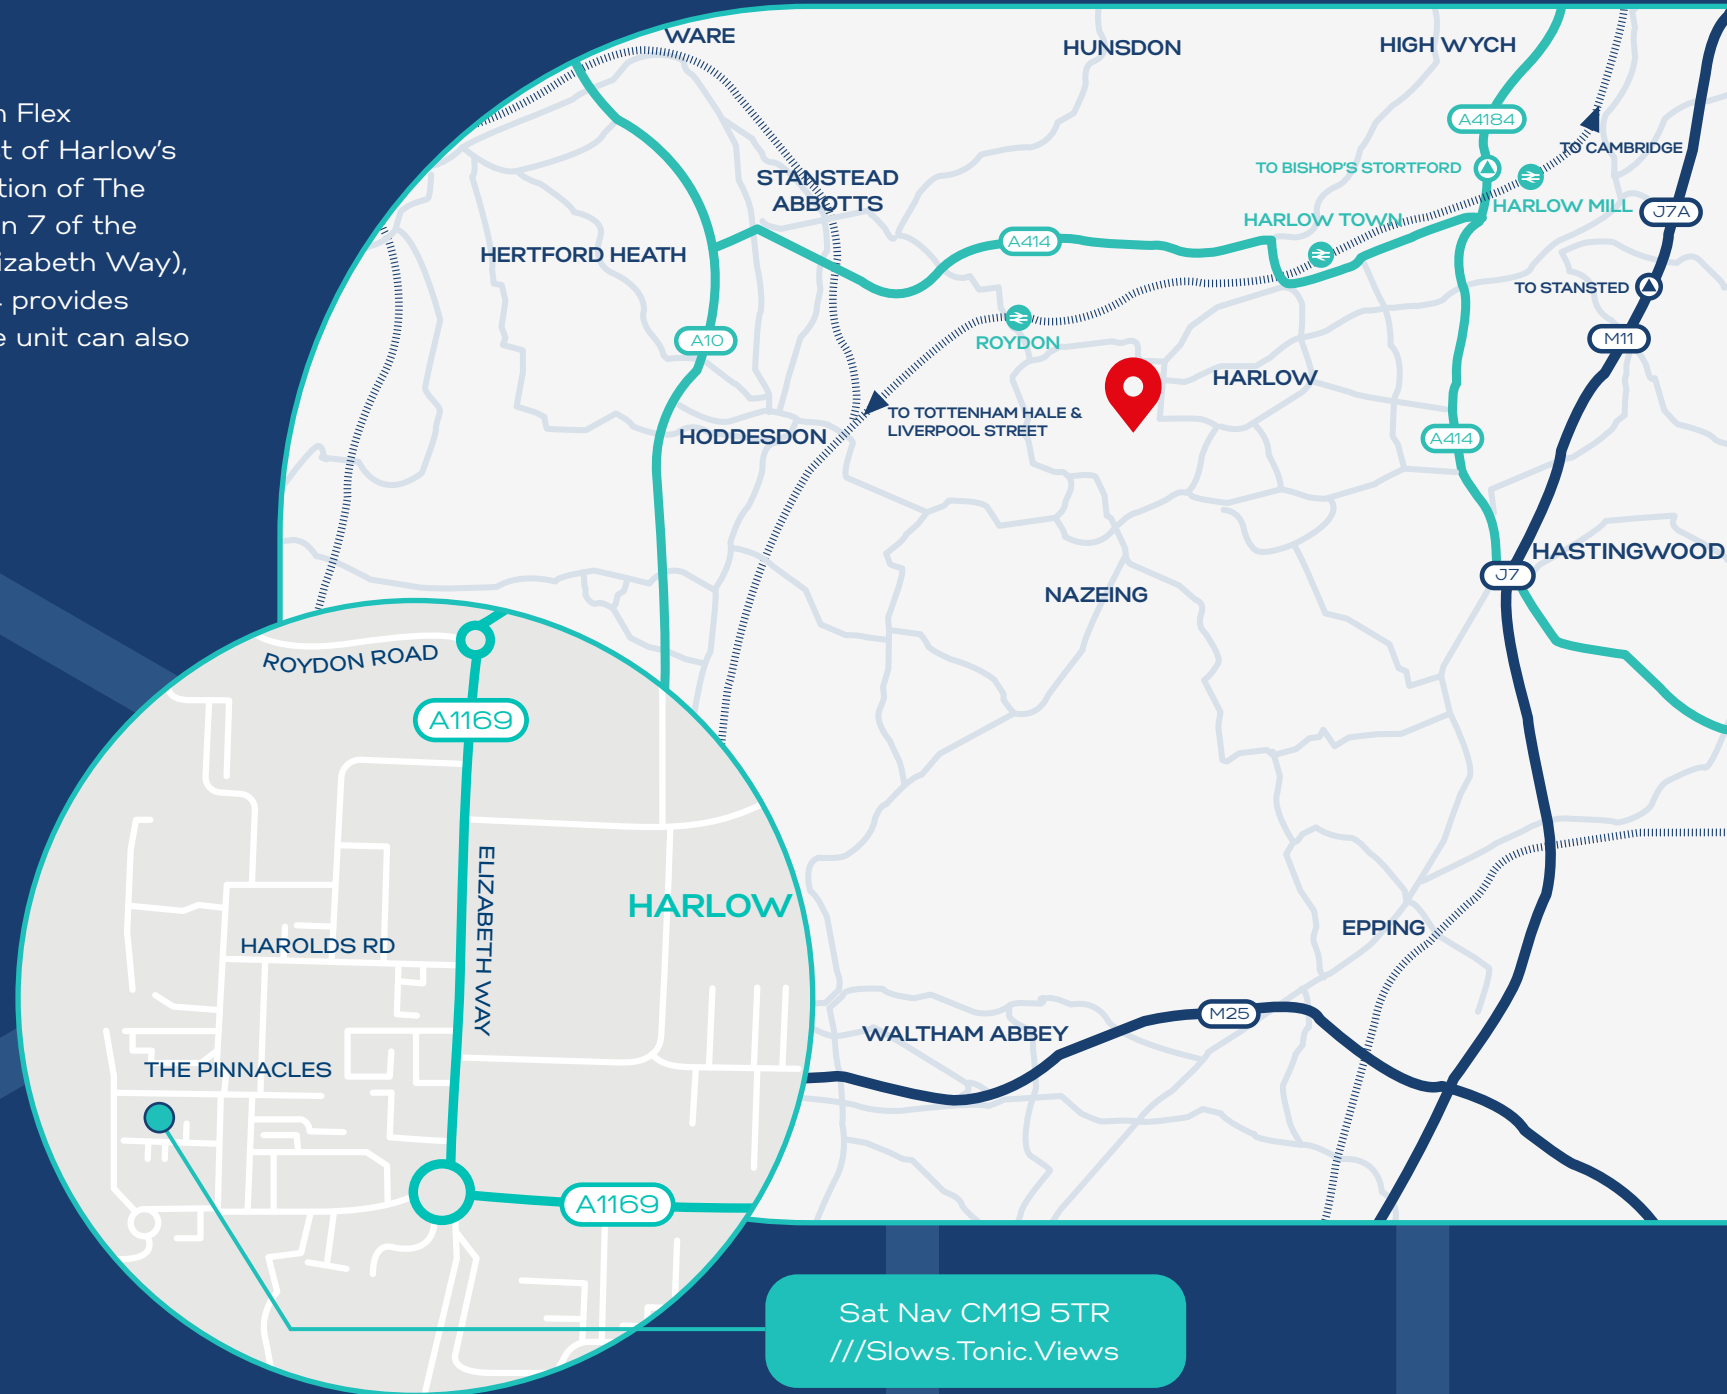 n Flex
t of Harlow's
tion of The
n 7 of the
izabeth Way),
provides
e unit can also
WARE
HUNSDON
HIGH WYCH
A4184
TO CAMBRIDGE
TO BISHOP'S STORTFORD
STANSTEAD
ABBOTTS
HARLOW MILL
J7A
HARLOW TOWN
A414
HERTFORD HEATH
TO STANSTED
A10
ROYDON
M11
HARLOW
TO TOTTENHAM HALE &
LIVERPOOL STREET
HODDESDON
A414
HASTINGWOOD
J7
NAZEING
ROYDON ROAD
A1169
ELIZABETH WAY
HARLOW
HAROLDS RD
EPPING
M25
WALTHAM ABBEY
THE PINNACLES
A1169
Sat Nav CM19 5TR
///Slows.Tonic.Views